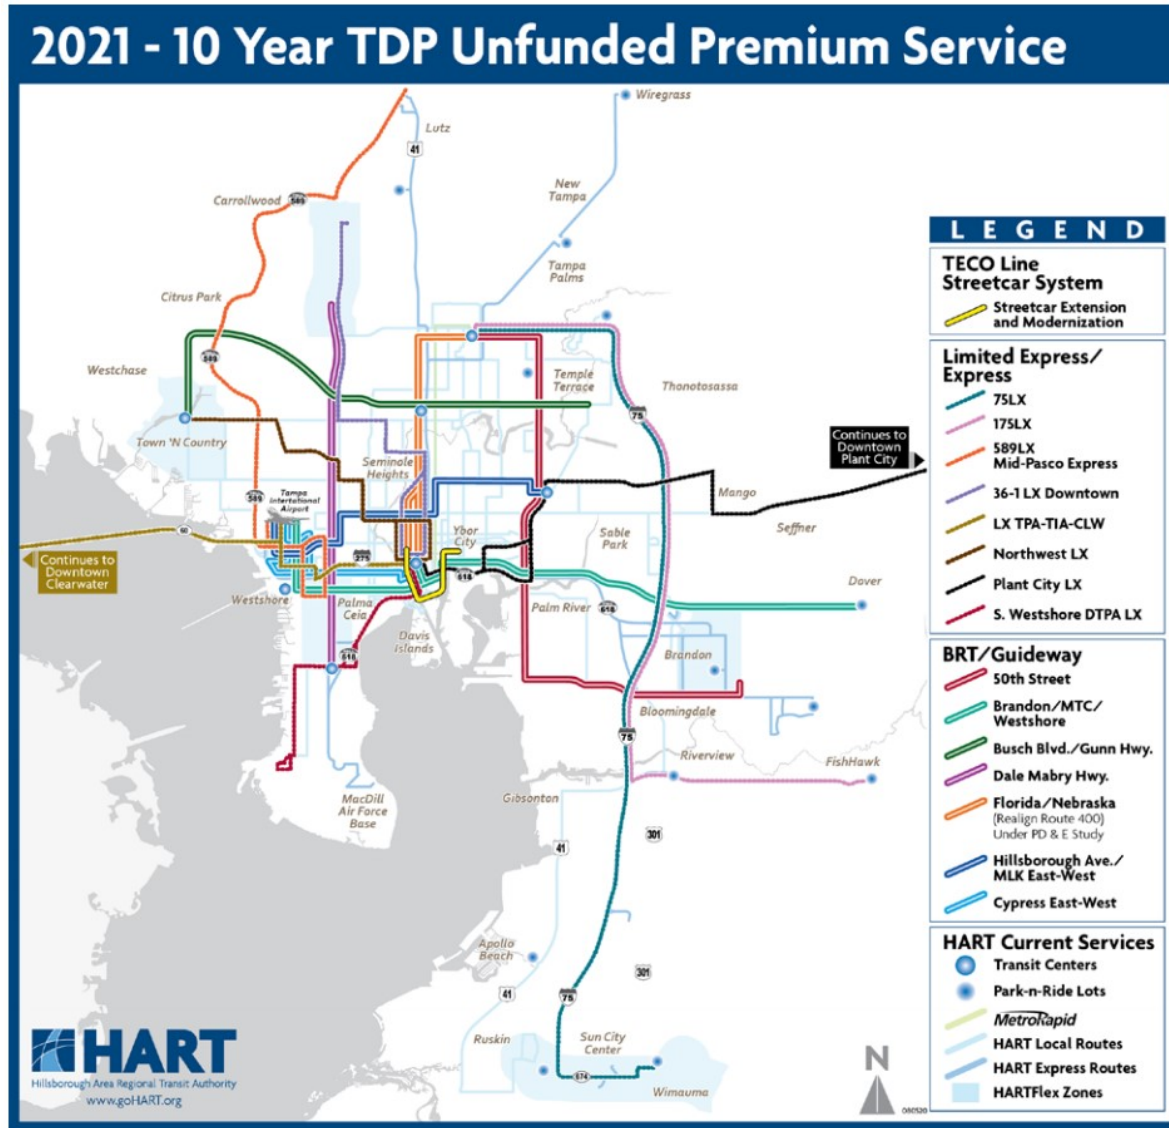 2021 - 10 Year TDP Unfunded Premium Service
Wiregrass
Lutz
41
New
Tampa
Carrollwood
589
Tampa
Palms
Citrus Park
589
Westchase
Temple
Terrace
Thonotosassa
75
Town 'N Country
Seminole
Heights
Continues to
Downtown
Plant City
Mango
Tampa
International
Airport
589
Ybor
City
Sable
Park
Seffner
60
275
618
Continues to
Downtown
Clearwater
Westshore
Palma
Ceia
Palm River
618
Dover
Davis
Islands
618
Brandon
Bloomingdale
75
Riverview
FishHawk
MacDill
Air Force
Base
Gibsonton
301
41
Apollo
Beach
301
41
75
Ruskin
Sun City
Center
674
Wimauma
HART
Hillsborough Area Regional Transit Authority
www.goHART.org
N
080520
LEGEND
TECO Line
Streetcar System
Streetcar Extension
and Modernization
Limited Express/
Express
75LX
175LX
589LX
Mid-Pasco Express
36-1 LX Downtown
LX TPA-TIA-CLW
Northwest LX
Plant City LX
S. Westshore DTPA LX
BRT/Guideway
50th Street
Brandon/MTC/
Westshore
Busch Blvd./Gunn Hwy.
Dale Mabry Hwy.
Florida/Nebraska
(Realign Route 400)
Under PD & E Study
Hillsborough Ave./
MLK East-West
Cypress East-West
HART Current Services
Transit Centers
Park-n-Ride Lots
MetroRapid
HART Local Routes
HART Express Routes
HARTFlex Zones